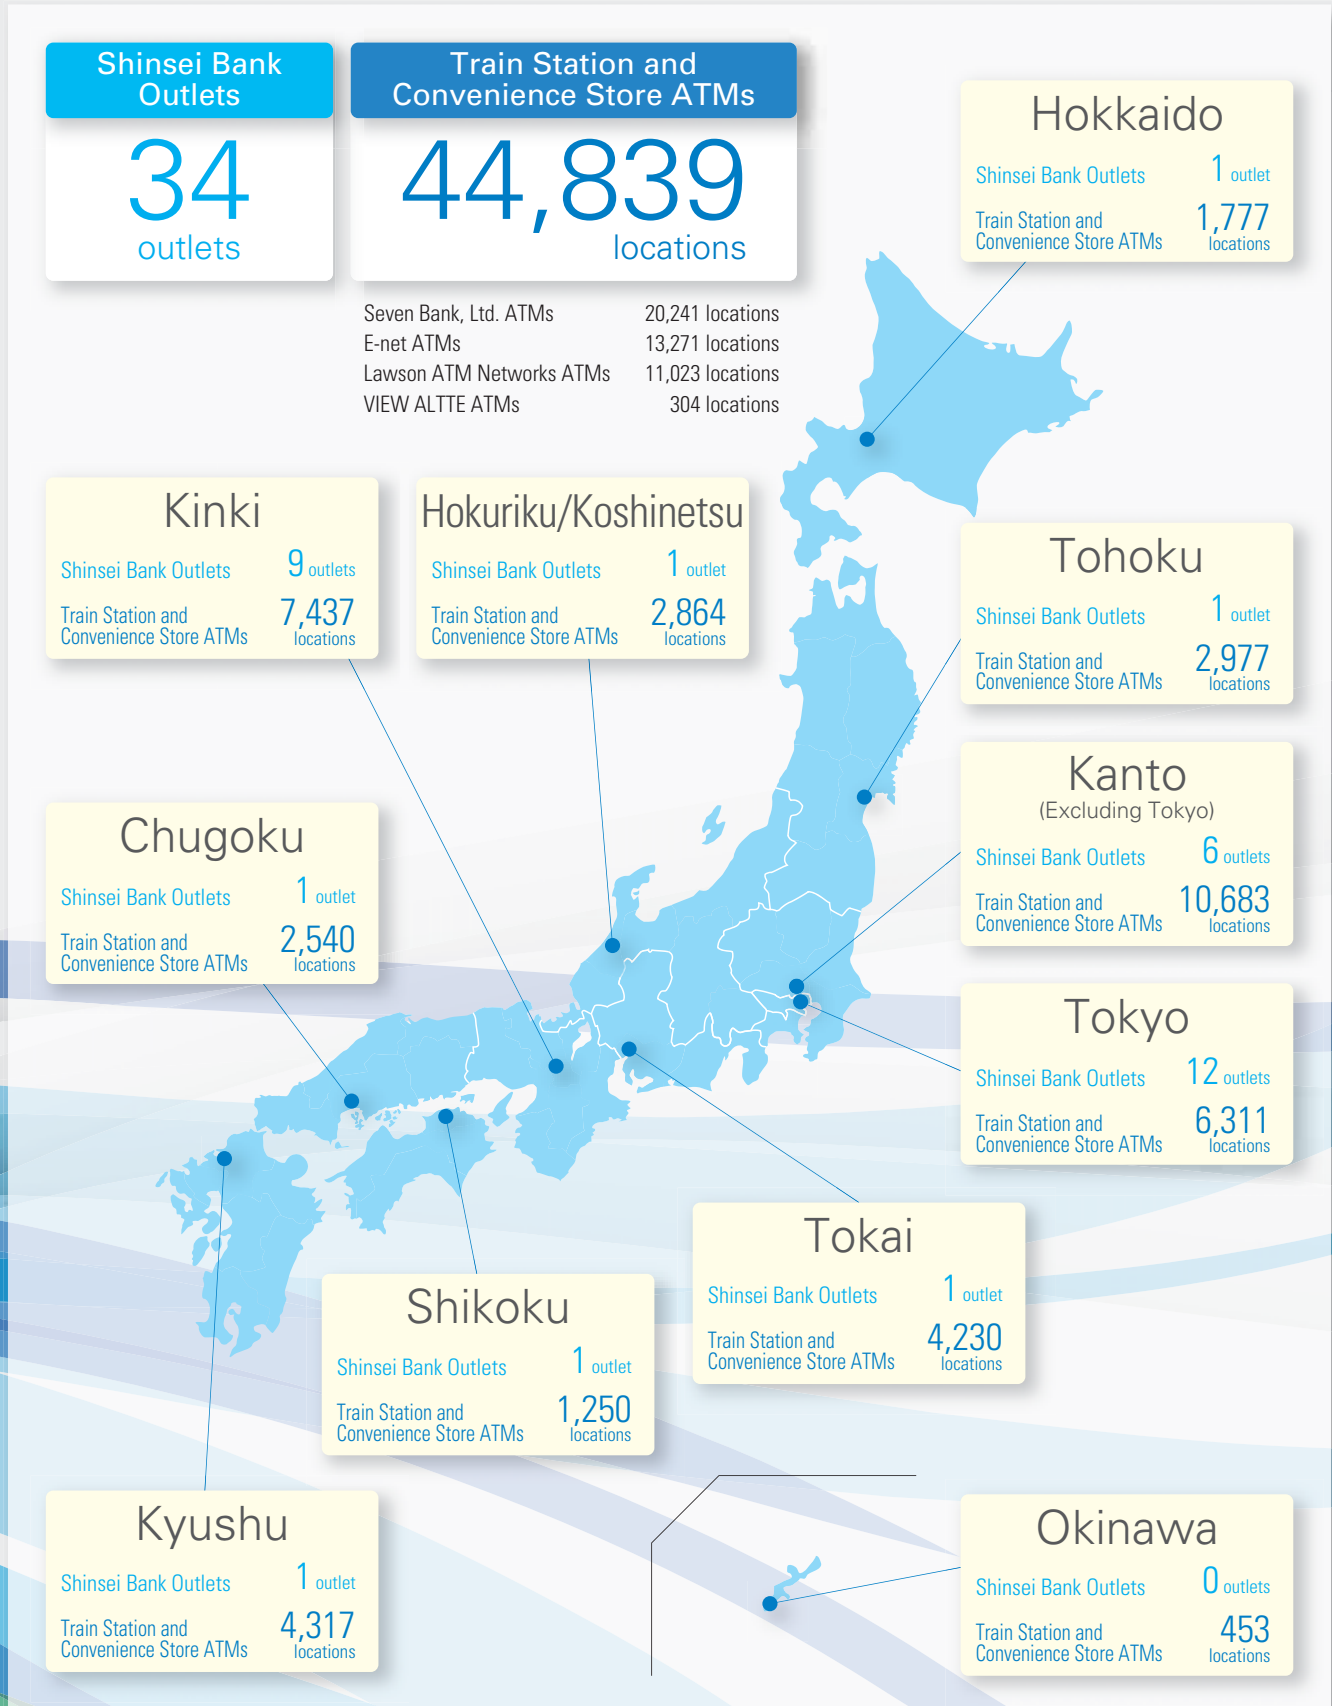 Shinsei Bank
Outlets
34
outlets
Train Station and
Convenience Store ATMs
44,839
locations
Seven Bank, Ltd. ATMs 20,241 locations
E-net ATMs 13,271 locations
Lawson ATM Networks ATMs 11,023 locations
VIEW ALTTE ATMs 304 locations
Hokkaido
Shinsei Bank Outlets 1 outlet
Train Station and
Convenience Store ATMs
1,777
locations
Kinki
Shinsei Bank Outlets 9 outlets
Train Station and
Convenience Store ATMs
7,437
locations
Hokuriku/Koshinetsu
Shinsei Bank Outlets 1 outlet
Train Station and
Convenience Store ATMs
2,864
locations
Tohoku
Shinsei Bank Outlets 1 outlet
Train Station and
Convenience Store ATMs
2,977
locations
Kanto
(Excluding Tokyo)
Shinsei Bank Outlets 6 outlets
Train Station and
Convenience Store ATMs
10,683
locations
Chugoku
Shinsei Bank Outlets 1 outlet
Train Station and
Convenience Store ATMs
2,540
locations
Tokyo
Shinsei Bank Outlets 12 outlets
Train Station and
Convenience Store ATMs
6,311
locations
Tokai
Shinsei Bank Outlets 1 outlet
Train Station and
Convenience Store ATMs
4,230
locations
Shikoku
Shinsei Bank Outlets 1 outlet
Train Station and
Convenience Store ATMs
1,250
locations
Kyushu
Shinsei Bank Outlets 1 outlet
Train Station and
Convenience Store ATMs
4,317
locations
Okinawa
Shinsei Bank Outlets 0 outlets
Train Station and
Convenience Store ATMs
453
locations